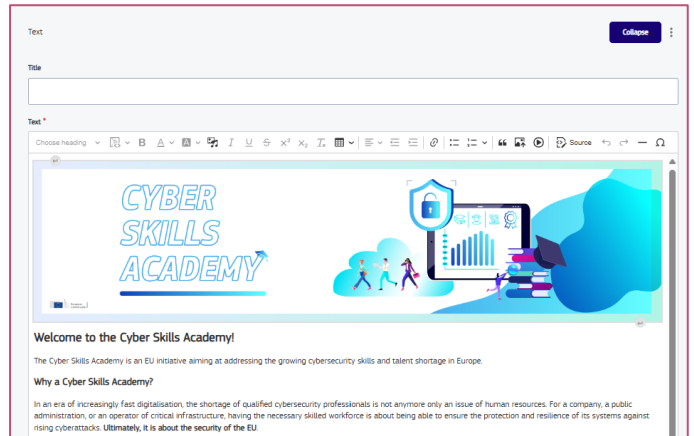 Text
Collapse
Title
Text *
Choose heading
Source
CYBER
SKILLS
ACADEMY
Welcome to the Cyber Skills Academy!
The Cyber Skills Academy is an EU initiative aiming at addressing the growing cybersecurity skills and talent shortage in Europe.
Why a Cyber Skills Academy?
In an era of increasingly fast digitalisation, the shortage of qualified cybersecurity professionals is not anymore only an issue of human resources. For a company, a public
administration, or an operator of critical infrastructure, having the necessary skilled workforce is about being able to ensure the protection and resilience of its systems against
rising cyberattacks. Ultimately, it is about the security of the EU.